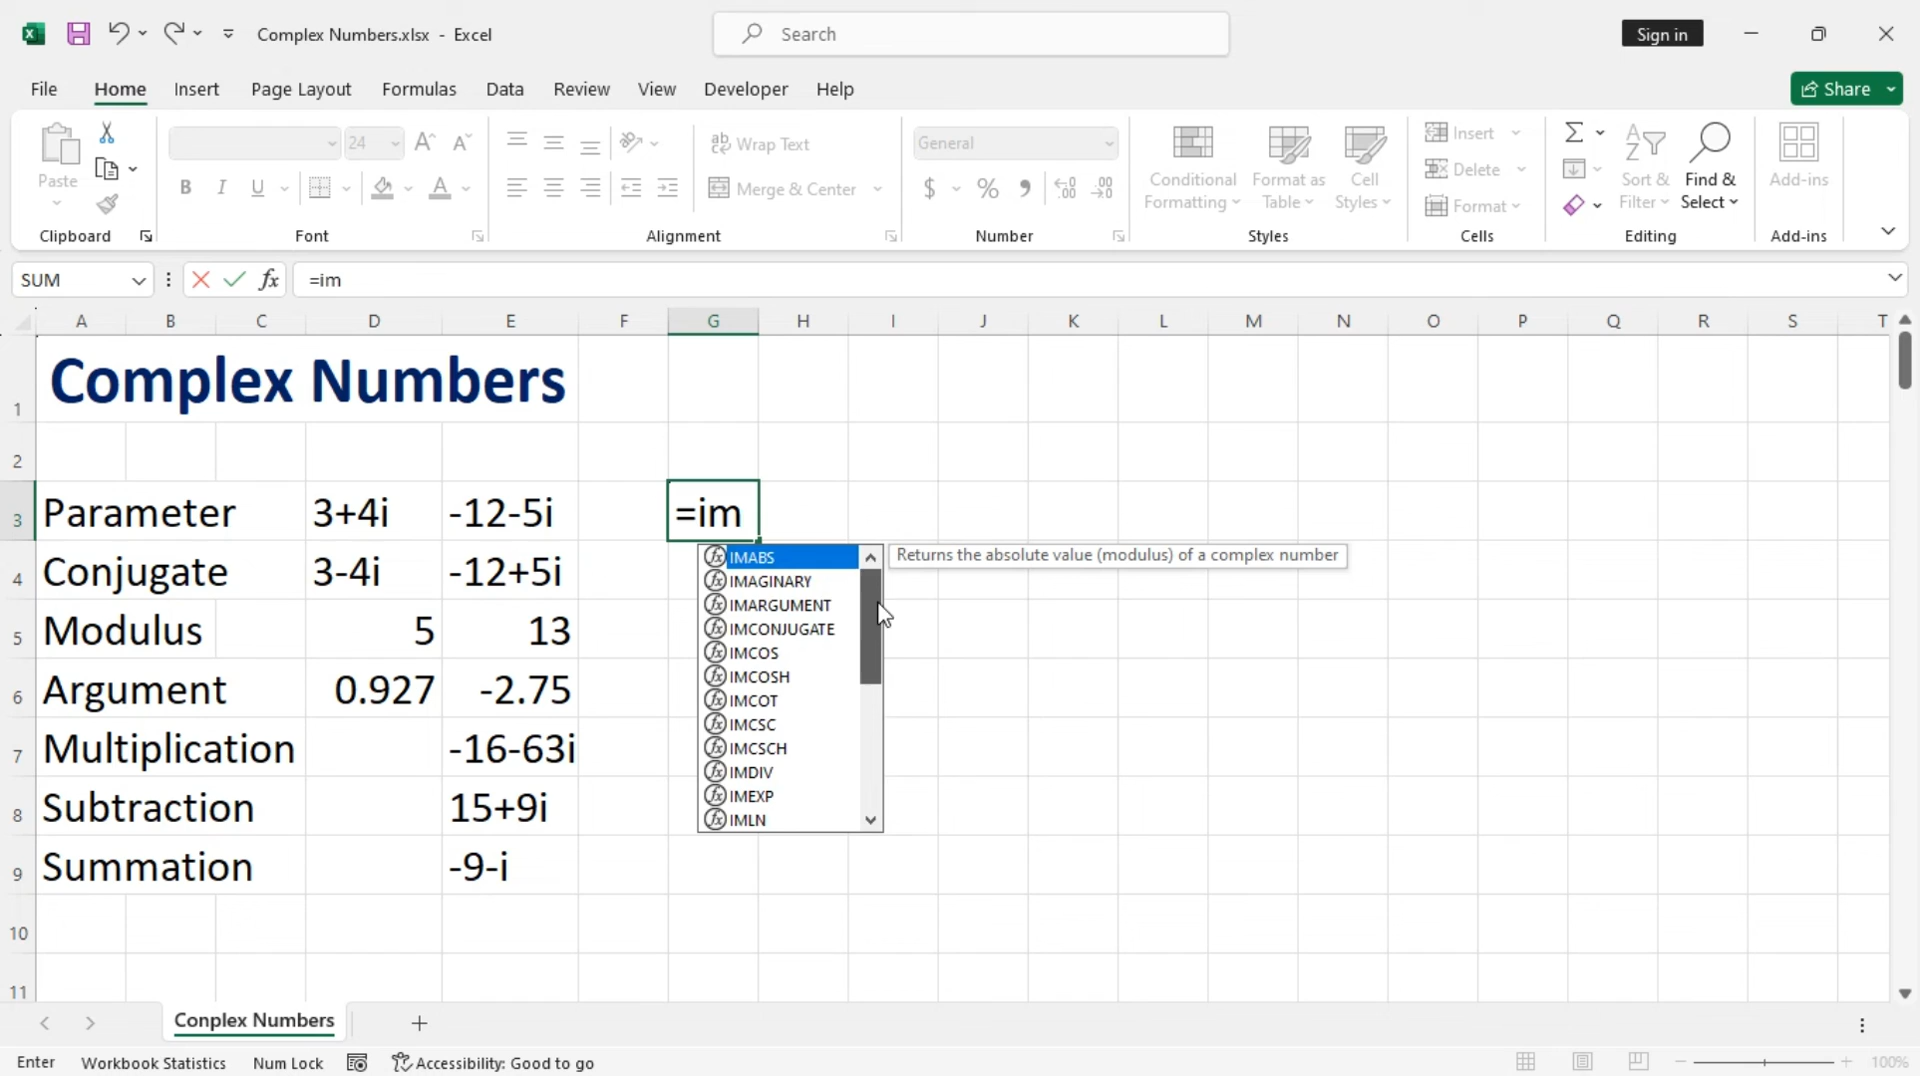 Complex Numbers.xlsx - Excel
Search
Sign in
File Home Insert Page Layout Formulas Data Review View Developer Help
Share
Paste
24
B I U
A
A
A
Wrap Text
Merge & Center
General
$ % 9
Conditional Formatting
Format as Table
Cell Styles
Insert
Delete
Format
Sort & Filter
Find & Select
Add-ins
Clipboard Font Alignment Number Styles Cells Editing Add-ins
SUM fx =im
A B C D E F G H I J K L M N O P Q R S T
1 Complex Numbers
2
3 Parameter 3+4i -12-5i =im
4 Conjugate 3-4i -12+5i
5 Modulus 5 13
6 Argument 0.927 -2.75
7 Multiplication -16-63i
8 Subtraction 15+9i
9 Summation -9-i
10
11
IMABS
Returns the absolute value (modulus) of a complex number
IMAGINARY
IMARGUMENT
IMCONJUGATE
IMCOS
IMCOSH
IMCOT
IMCSC
IMCSCH
IMDIV
IMEXP
IMLN
Conplex Numbers
Enter Workbook Statistics Num Lock Accessibility: Good to go 100%